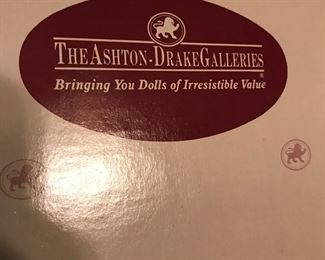 THE ASHTON-DRAKE GALLERIES®
Bringing You Dolls of Irresistible Value